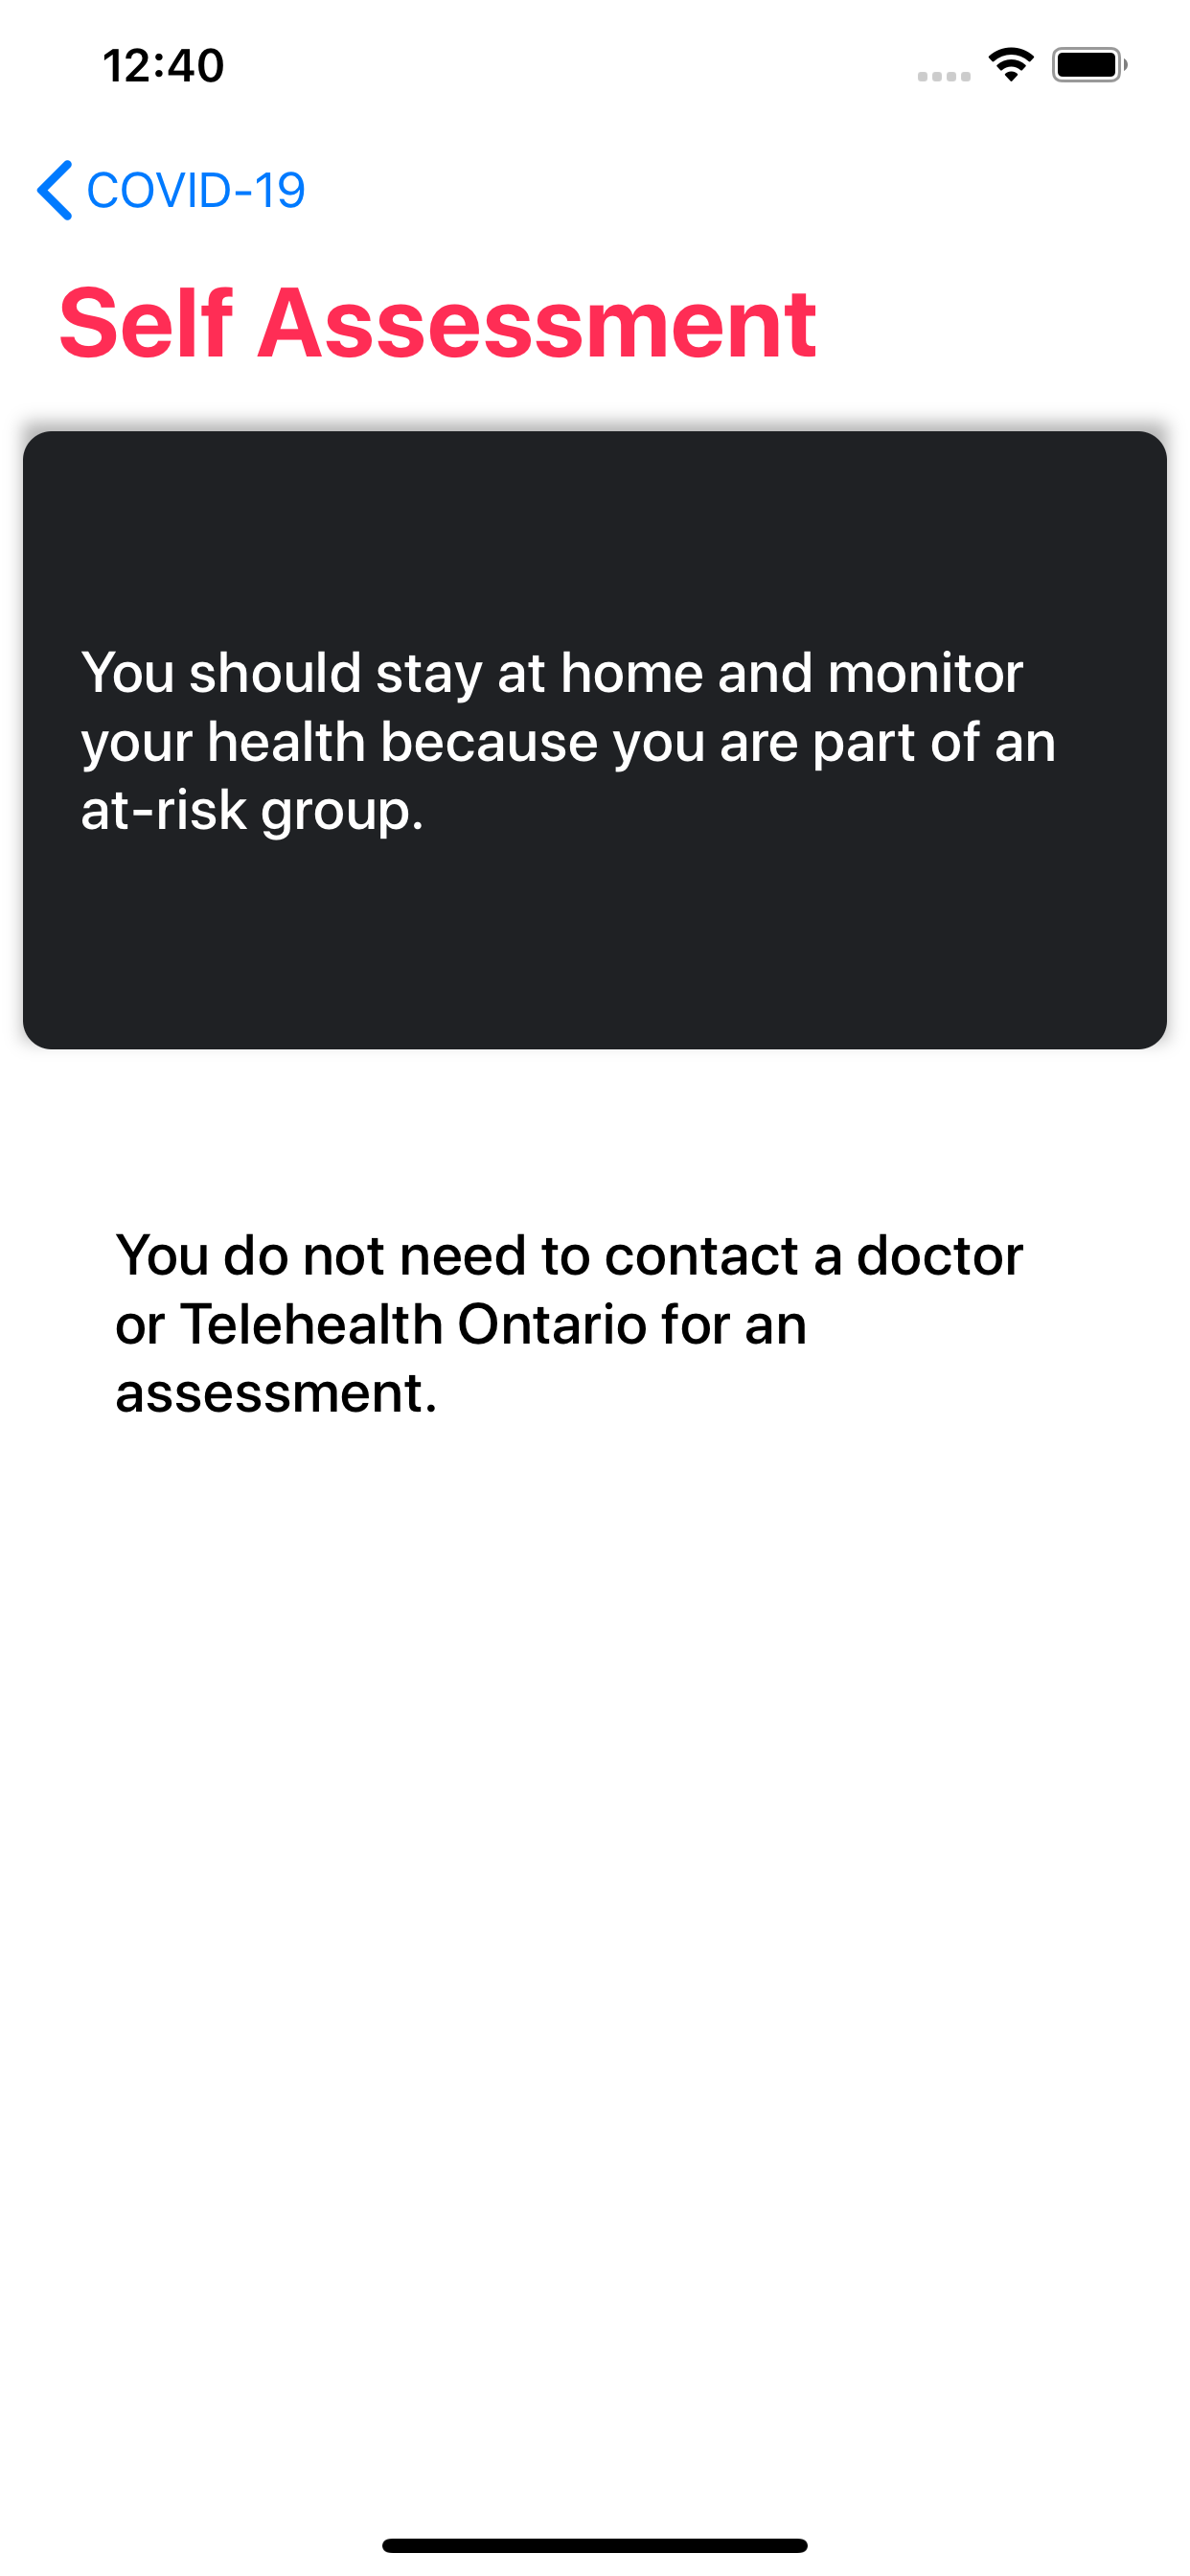 12:40
COVID-19
Self Assessment
You should stay at home and monitor
your health because you are part of an
at-risk group.
You do not need to contact a doctor
or Telehealth Ontario for an
assessment.